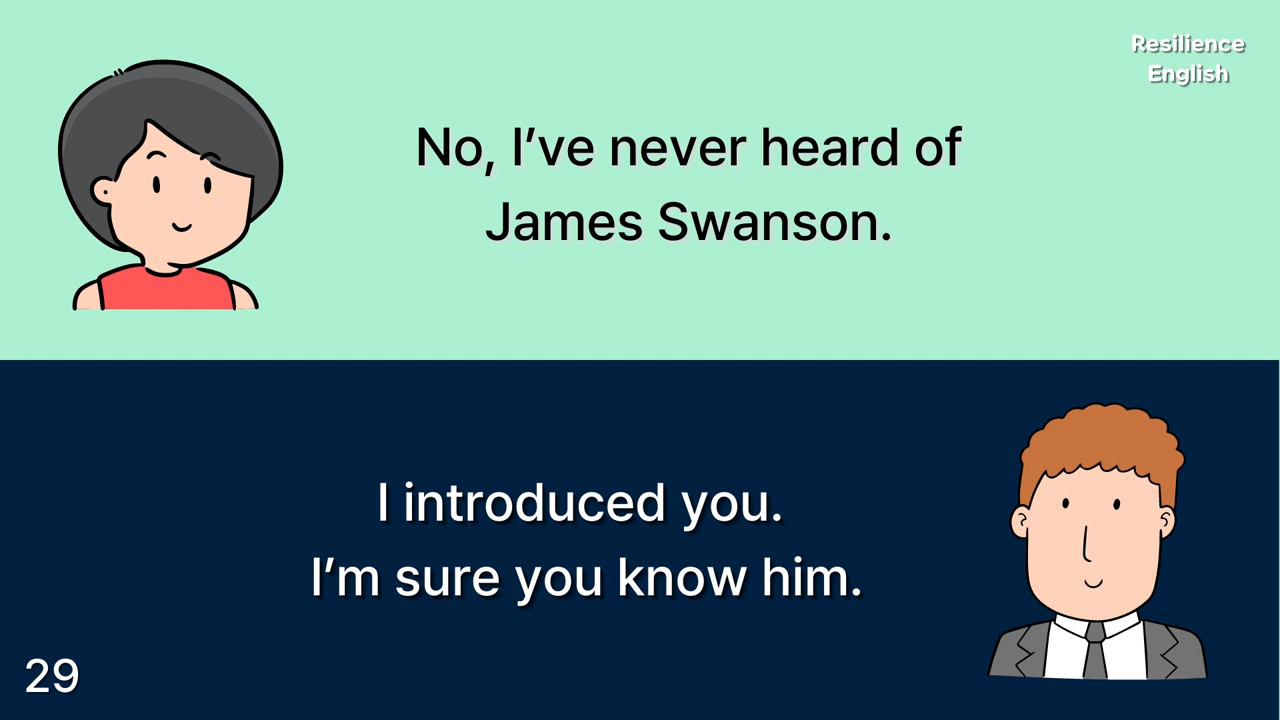 Resilience
English
No, I’ve never heard of
James Swanson.
I introduced you.
I’m sure you know him.
29